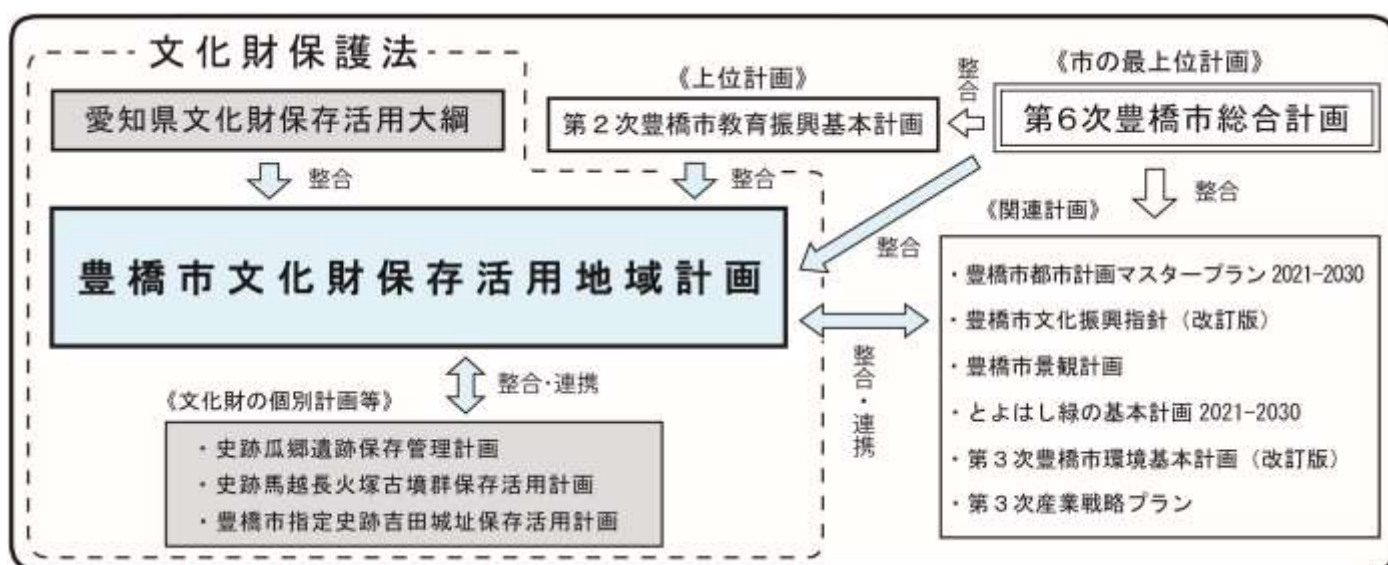 文化財保護法
愛知県文化財保存活用大綱
整合
《上位計画》
第2次豊橋市教育振興基本計画
整合
整合
《市の最上位計画》
第6次豊橋市総合計画
整合
整合
豊橋市文化財保存活用地域計画
整合・連携
整合・連携
《文化財の個別計画等》
・史跡瓜郷遺跡保存管理計画
・史跡馬越長火塚古墳群保存活用計画
・豊橋市指定史跡吉田城址保存活用計画
《関連計画》
・豊橋市都市計画マスタープラン 2021-2030
・豊橋市文化振興指針（改訂版）
・豊橋市景観計画
・とよはし緑の基本計画 2021-2030
・第3次豊橋市環境基本計画（改訂版）
・第3次産業戦略プラン